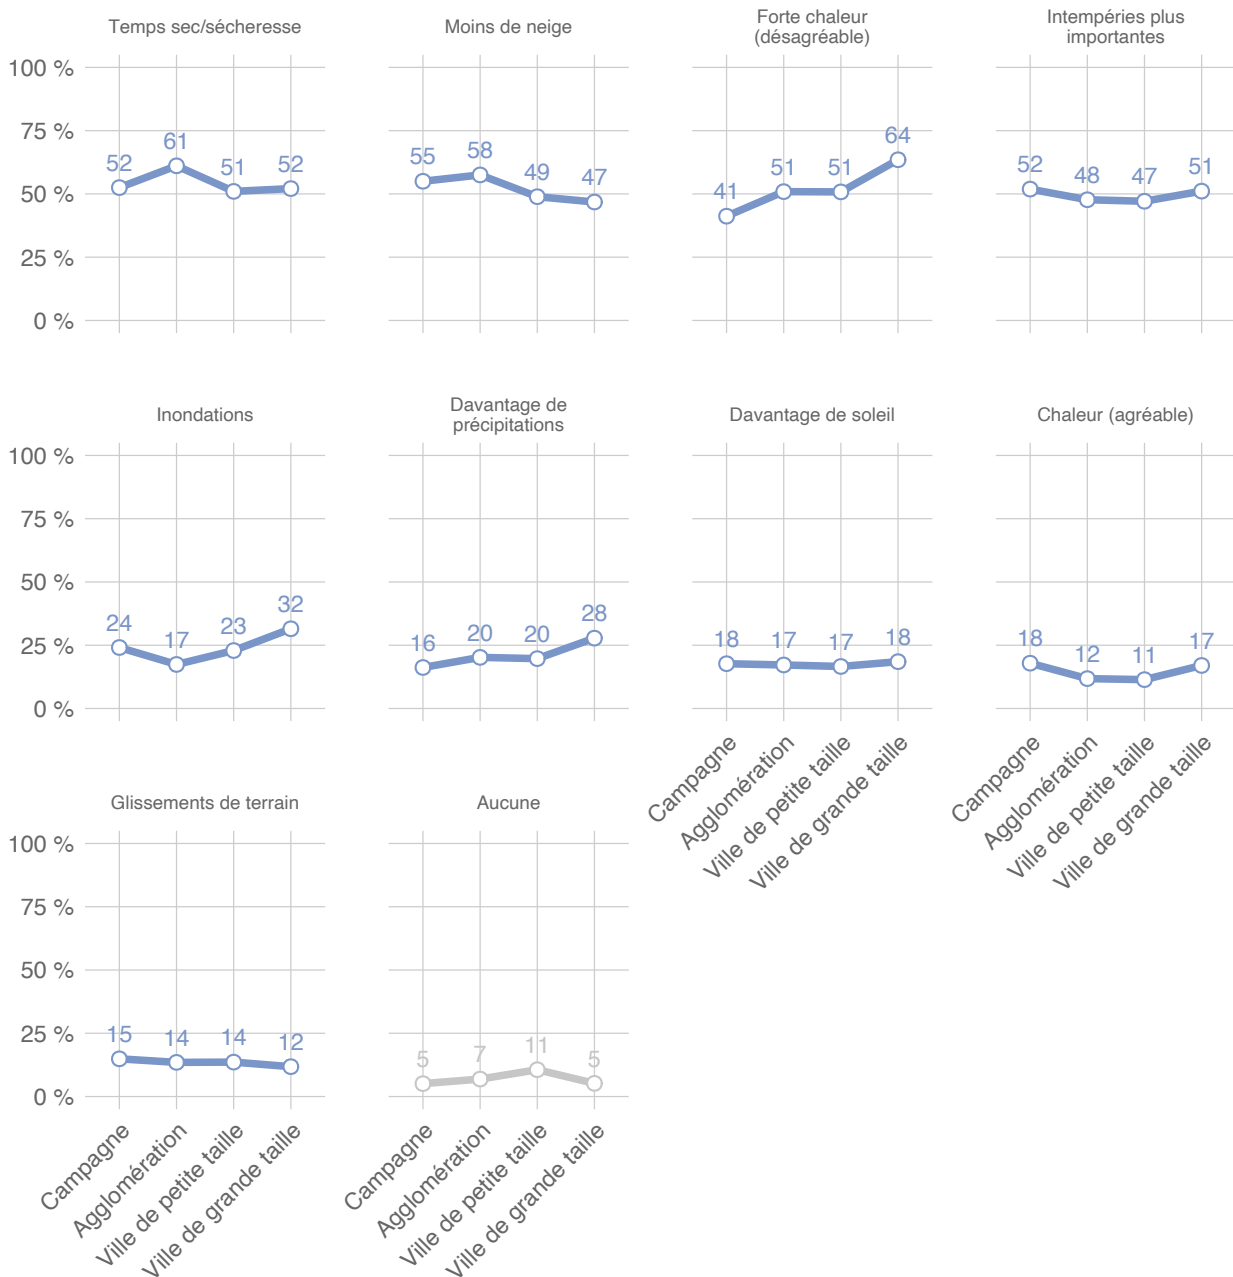 Temps sec/sécheresse
Moins de neige
Forte chaleur
(désagréable)
Intempéries plus
importantes
100 %
75 %
50 %
25 %
0 %
52
61
51
52
55
58
49
47
41
51
51
64
52
48
47
51
Inondations
Davantage de
précipitations
Davantage de soleil
Chaleur (agréable)
100 %
75 %
50 %
25 %
0 %
24
17
23
32
16
20
20
28
18
17
17
18
18
12
11
17
Campagne
Agglomération
Ville de petite taille
Ville de grande taille
Campagne
Agglomération
Ville de petite taille
Ville de grande taille
Glissements de terrain
Aucune
100 %
75 %
50 %
25 %
0 %
15
14
14
12
5
7
11
5
Campagne
Agglomération
Ville de petite taille
Ville de grande taille
Campagne
Agglomération
Ville de petite taille
Ville de grande taille